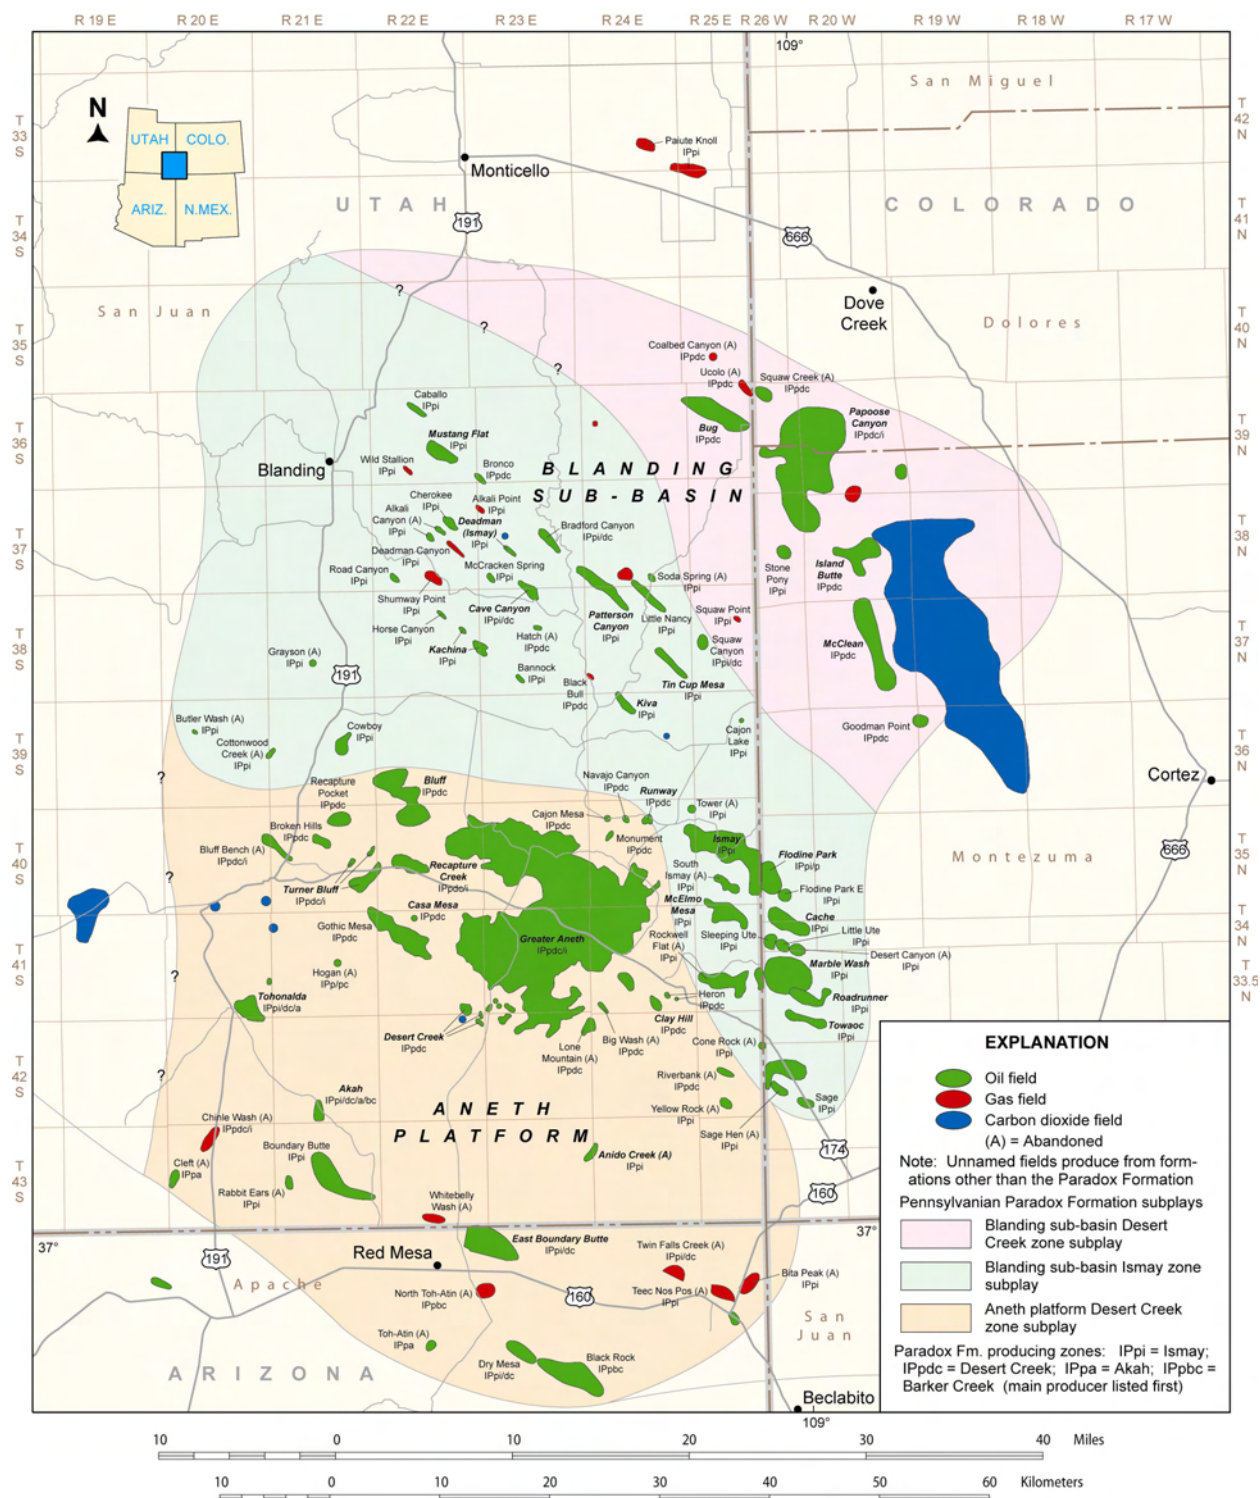 R 19 E
R 20 E
R 21 E
R 22 E
R 23 E
R 24 E
R 25 E
R 26 W
R 20 W
R 19 W
R 18 W
R 17 W
109°
San Miguel
T
33
S
T
42
N
N
UTAH
COLO.
ARIZ.
N.MEX.
Paiute Knoll
IPpi
Monticello
UTAH
COLORADO
191
666
T
34
S
T
41
N
Dove
Creek
San Juan
Dolores
?
?
?
T
35
S
T
40
N
Coalbed Canyon (A)
IPpdc
Ucolo (A)
IPpdc
Squaw Creek (A)
IPpdc
Caballo
IPpi
Bug
IPpdc
Papoose
Canyon
IPpdc/i
T
36
S
T
39
N
Mustang Flat
IPpi
Wild Stallion
IPpi
Bronco
IPpdc
Blanding
BLANDING
SUB-BASIN
Cherokee
IPpi
Alkali Point
IPpi
Alkali
Canyon (A)
IPpi
Deadman
(Ismay)
IPpi
Bradford Canyon
IPpi/dc
T
37
S
T
38
N
Deadman Canyon
IPpi
McCracken Spring
IPpi
Road Canyon
IPpi
Shumway Point
IPpi
Cave Canyon
IPpi/dc
Soda Spring (A)
IPpi
Stone
Pony
IPpi
Island
Butte
IPpdc
Patterson
Canyon
IPpi
Little Nancy
IPpi
Squaw Point
IPpi
Horse Canyon
IPpi
Hatch (A)
IPpdc
Squaw
Canyon
IPpi/dc
McClean
IPpdc
T
38
S
T
37
N
Kachina
IPpi
Grayson (A)
IPpi
191
Bannock
IPpi
Black
Bull
IPpdc
Tin Cup Mesa
IPpi
Kiva
IPpi
Butler Wash (A)
IPpi
Cottonwood
Creek (A)
IPpi
Cowboy
IPpi
Cajon
Lake
IPpi
Goodman Point
IPpdc
T
39
S
T
36
N
Cortez
?
Recapture
Pocket
IPpdc
Bluff
IPpdc
Navajo Canyon
IPpdc
Runway
IPpdc
Cajon Mesa
IPpdc
Tower (A)
IPpi
Broken Hills
IPpdc
Bluff Bench (A)
IPpdc/i
Monument
IPpdc
Ismay
IPpi
Flodine Park
IPpi/p
Montezuma
666
T
40
S
T
35
N
?
Turner Bluff
IPpdc/i
Recapture
Creek
IPpdc/i
South
Ismay (A)
IPpi
Flodine Park E
IPpi
Casa Mesa
IPpdc
McElmo
Mesa
IPpi
Cache
IPpi
T
34
N
Gothic Mesa
IPpdc
Greater Aneth
IPpdc/i
Rockwell
Flat (A)
IPpi
Sleeping Ute
IPpi
Little Ute
IPpi
Desert Canyon (A)
IPpi
T
41
S
T
33.5
N
?
Hogan (A)
IPp/pc
Marble Wash
IPpi
Tohonalda
IPpi/dc/a
Heron
IPpdc
Roadrunner
IPpi
Clay Hill
IPpdc
Towaoc
IPpi
Desert Creek
IPpdc
Lone
Mountain (A)
IPpdc
Big Wash (A)
IPpdc
Cone Rock (A)
IPpi
T
42
S
?
Riverbank (A)
IPpdc
Akah
IPpi/dc/a/bc
ANETH
PLATFORM
Yellow Rock (A)
IPpi
Sage
IPpi
Sage Hen (A)
IPpi
Chinle Wash (A)
IPpdc/i
Boundary Butte
IPpi
Cleft (A)
IPpa
Rabbit Ears (A)
IPpi
Anido Creek (A)
IPpi
174
160
T
43
S
Whitebelly
Wash (A)
37°
37°
East Boundary Butte
IPpi/dc
Red Mesa
191
Apache
Twin Falls Creek (A)
IPpi/dc
Bita Peak (A)
IPpi
North Toh-Atin (A)
IPpbc
160
Teec Nos Pos (A)
IPpi
San
Juan
Toh-Atin (A)
IPpa
Dry Mesa
IPpi/dc
Black Rock
IPpbc
ARIZONA
Beclabito
109°
EXPLANATION
Oil field
Gas field
Carbon dioxide field
(A) = Abandoned
Note: Unnamed fields produce from form-
ations other than the Paradox Formation
Pennsylvanian Paradox Formation subplays
Blanding sub-basin Desert
Creek zone subplay
Blanding sub-basin Ismay zone
subplay
Aneth platform Desert Creek
zone subplay
Paradox Fm. producing zones: IPpi = Ismay;
IPpdc = Desert Creek; IPpa = Akah; IPpbc =
Barker Creek (main producer listed first)
10 0 10 20 30 40 Miles
10 0 10 20 30 40 50 60 Kilometers